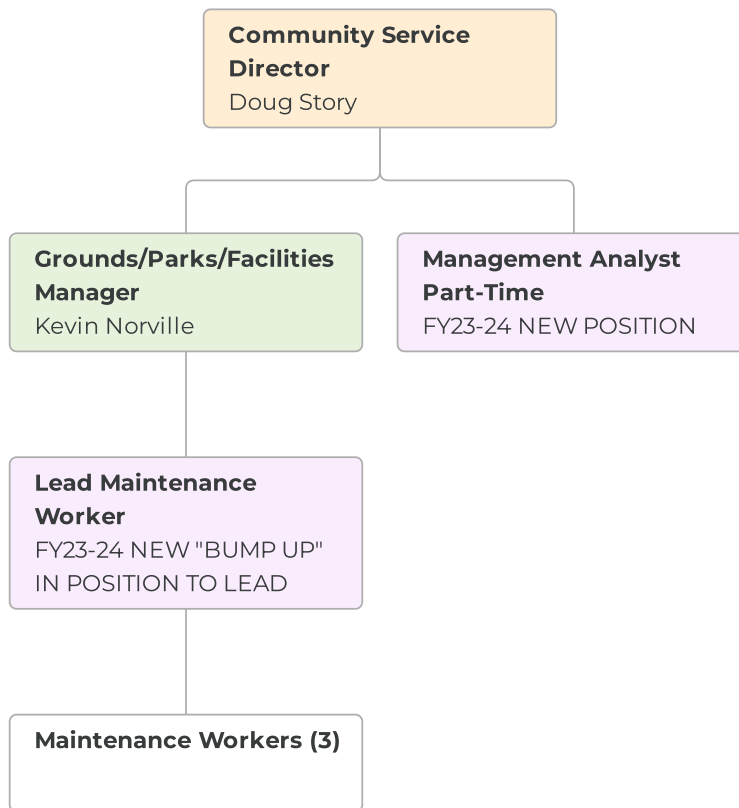 Community Service
Director
Doug Story
Grounds/Parks/Facilities
Manager
Kevin Norville
Management Analyst
Part-Time
FY23-24 NEW POSITION
Lead Maintenance
Worker
FY23-24 NEW "BUMP UP"
IN POSITION TO LEAD
Maintenance Workers (3)